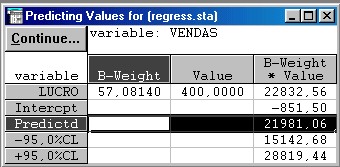 Predicting Values for (regress.sta)
Continue... variable: VENDAS
B-Weight
variable B-Weight Value * Value
LUCRO 57,08140 400,0000 22832,56
Intercpt -851,50
Predictd 21981,06
-95,0%CL 15142,68
+95,0%CL 28819,44